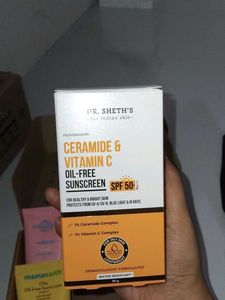 DR. SHETH'S
- for indian skin -
recommends
CERAMIDE &
VITAMIN C
OIL-FREE
SUNSCREEN
SPF 50+
FOR HEALTHY & BRIGHT SKIN
PROTECTS FROM UV-A/UV-B, BLUE LIGHT & IR RAYS
1% Ceramide Complex
1% Vitamin C Complex
DERMATOLOGIST FORMULATED
WATER RESISTANT
50 g
mamaearth
Oil-Free Sunscreen